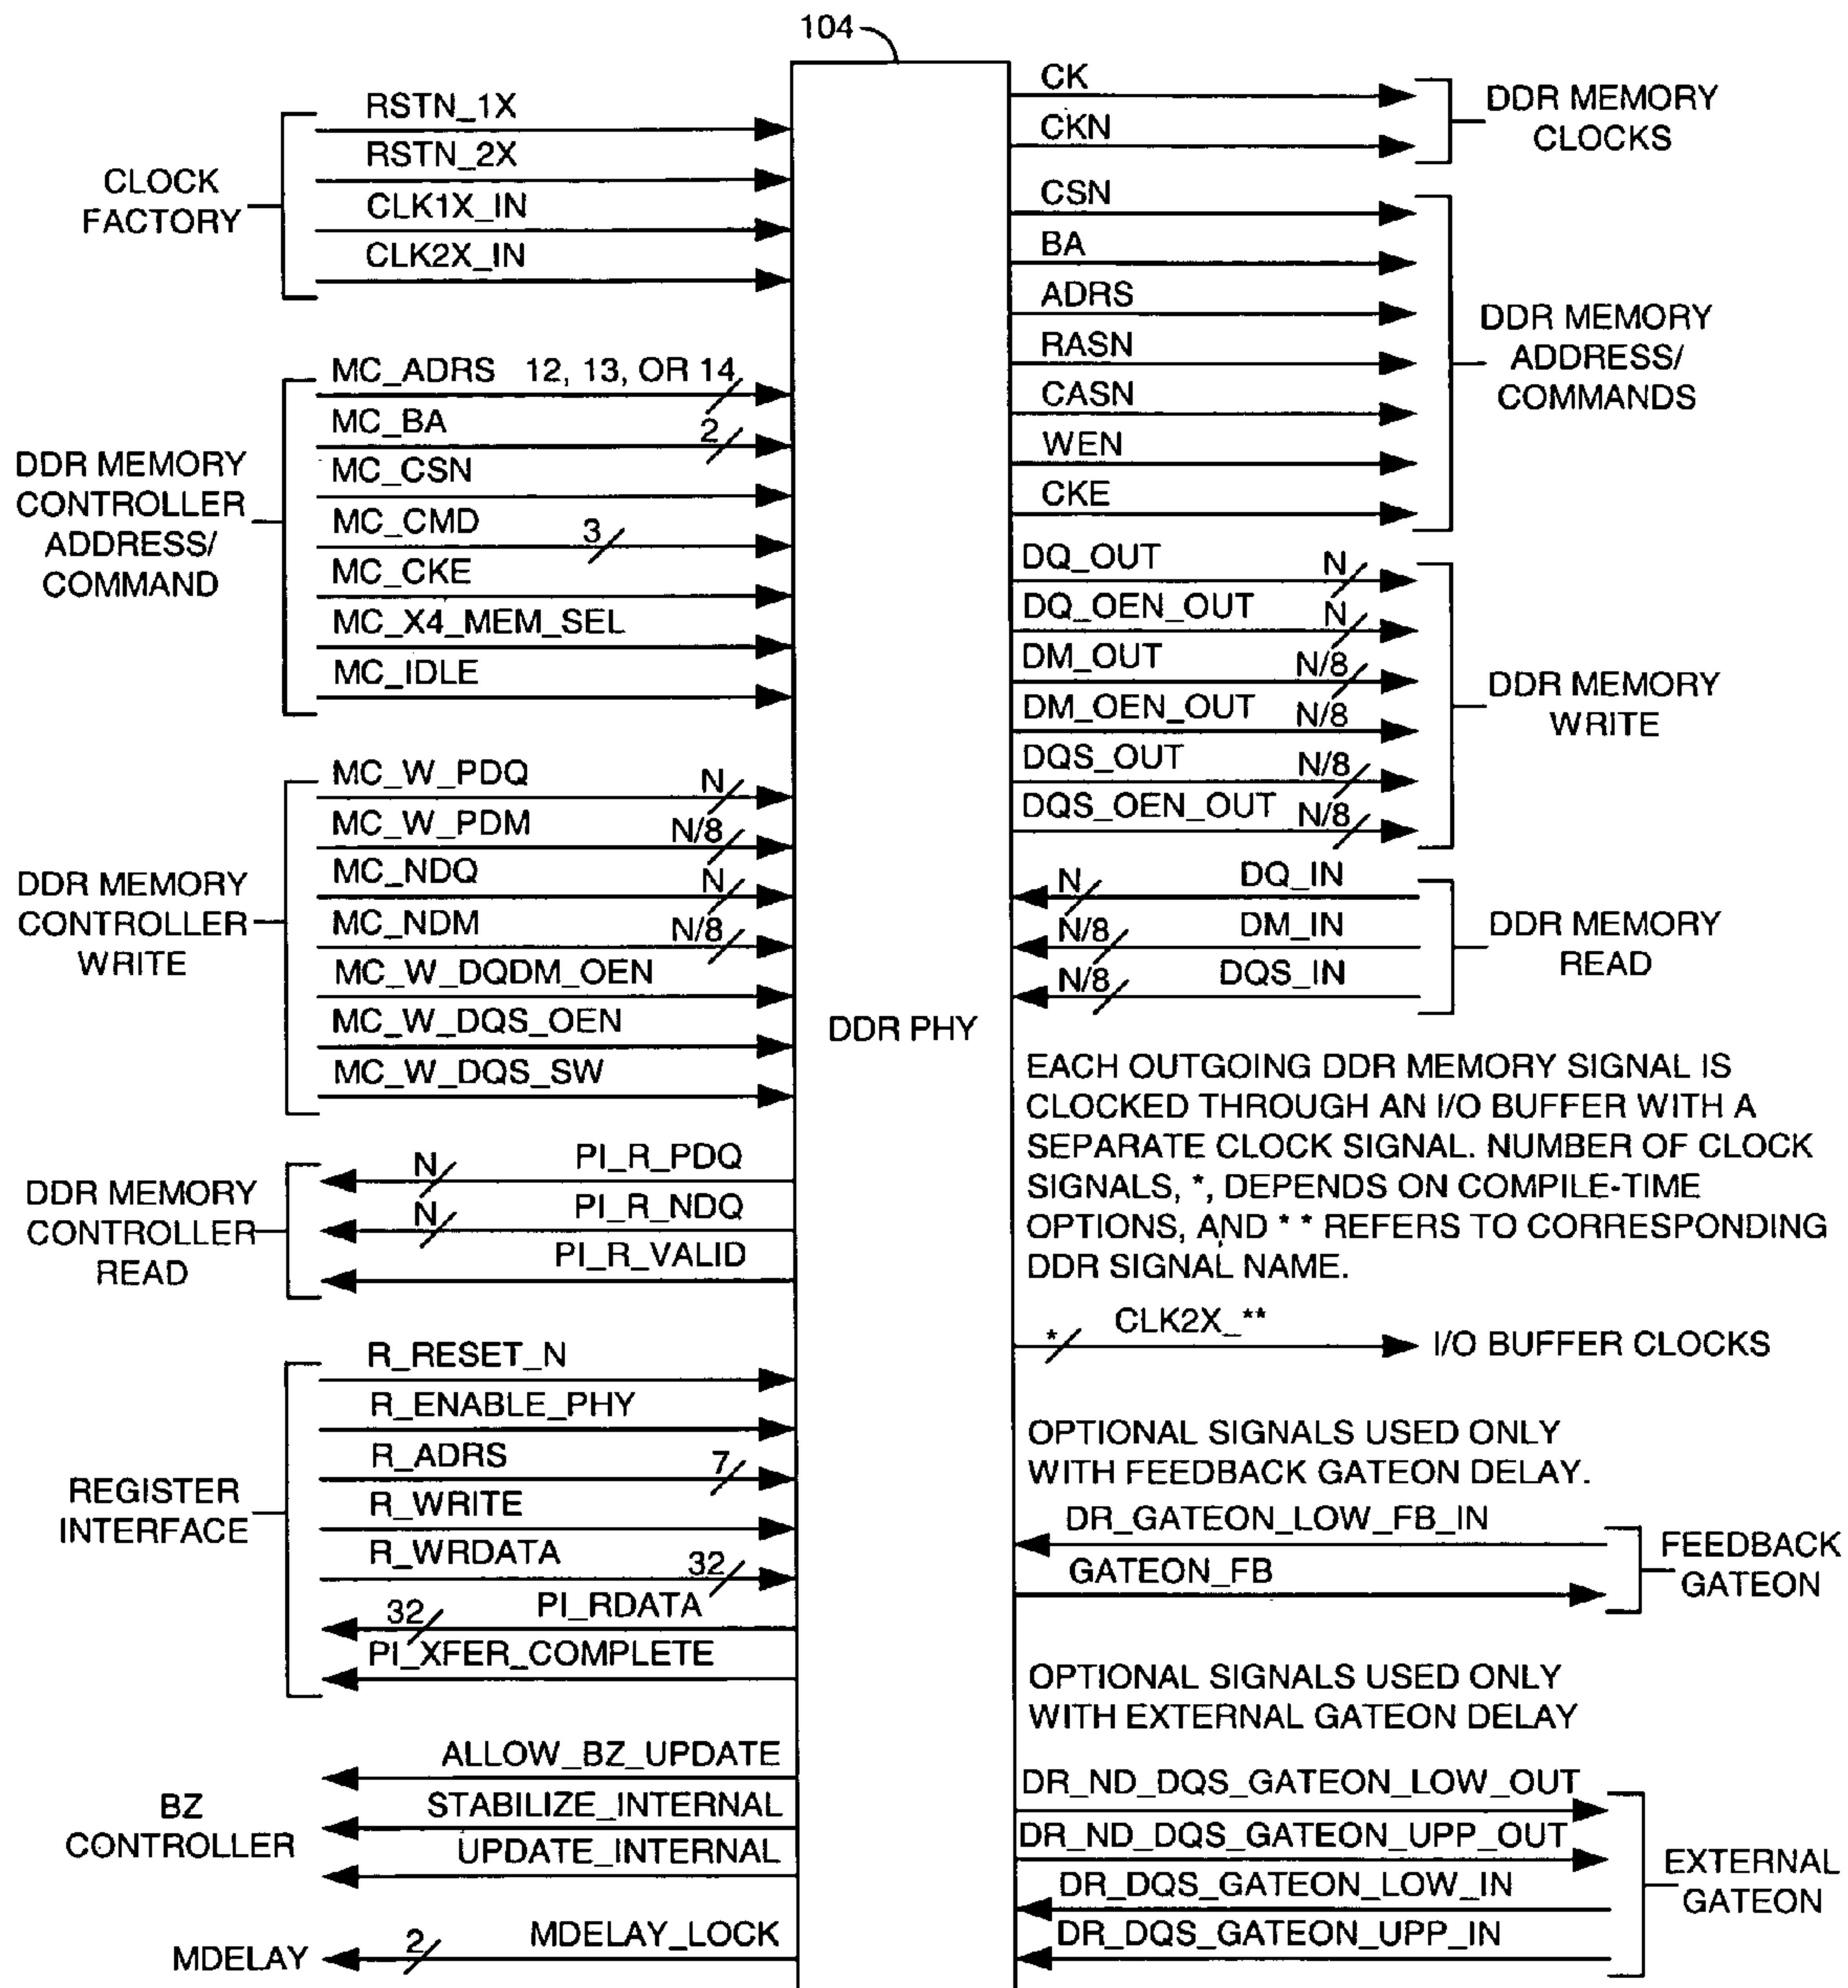 104
CLOCK
FACTORY
RSTN_1X
RSTN_2X
CLK1X_IN
CLK2X_IN
DDR MEMORY
CONTROLLER
ADDRESS/
COMMAND
MC_ADRS 12, 13, OR 14
MC_BA 2
MC_CSN
MC_CMD 3
MC_CKE
MC_X4_MEM_SEL
MC_IDLE
DDR MEMORY
CONTROLLER
WRITE
MC_W_PDQ N
MC_W_PDM N/8
MC_NDQ N
MC_NDM N/8
MC_W_DQDM_OEN
MC_W_DQS_OEN
MC_W_DQS_SW
DDR MEMORY
CONTROLLER
READ
N PI_R_PDQ
N PI_R_NDQ
PI_R_VALID
REGISTER
INTERFACE
R_RESET_N
R_ENABLE_PHY
R_ADRS 7
R_WRITE
R_WRDATA 32
32 PI_RDATA
PI_XFER_COMPLETE
BZ
CONTROLLER
ALLOW_BZ_UPDATE
STABILIZE_INTERNAL
UPDATE_INTERNAL
MDELAY
2 MDELAY_LOCK
DDR PHY
CK
CKN
DDR MEMORY
CLOCKS
CSN
BA
ADRS
RASN
CASN
WEN
CKE
DDR MEMORY
ADDRESS/
COMMANDS
DQ_OUT N
DQ_OEN_OUT N
DM_OUT N/8
DM_OEN_OUT N/8
DQS_OUT N/8
DQS_OEN_OUT N/8
DDR MEMORY
WRITE
N DQ_IN
N/8 DM_IN
N/8 DQS_IN
DDR MEMORY
READ
EACH OUTGOING DDR MEMORY SIGNAL IS
CLOCKED THROUGH AN I/O BUFFER WITH A
SEPARATE CLOCK SIGNAL. NUMBER OF CLOCK
SIGNALS, *, DEPENDS ON COMPILE-TIME
OPTIONS, AND * * REFERS TO CORRESPONDING
DDR SIGNAL NAME.
* CLK2X_**
I/O BUFFER CLOCKS
OPTIONAL SIGNALS USED ONLY
WITH FEEDBACK GATEON DELAY.
DR_GATEON_LOW_FB_IN
GATEON_FB
FEEDBACK
GATEON
OPTIONAL SIGNALS USED ONLY
WITH EXTERNAL GATEON DELAY
DR_ND_DQS_GATEON_LOW_OUT
DR_ND_DQS_GATEON_UPP_OUT
DR_DQS_GATEON_LOW_IN
DR_DQS_GATEON_UPP_IN
EXTERNAL
GATEON